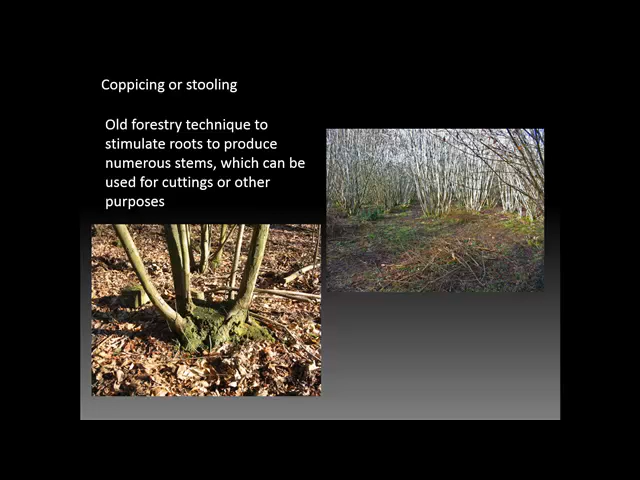 Coppicing or stooling
Old forestry technique to
stimulate roots to produce
numerous stems, which can be
used for cuttings or other
purposes